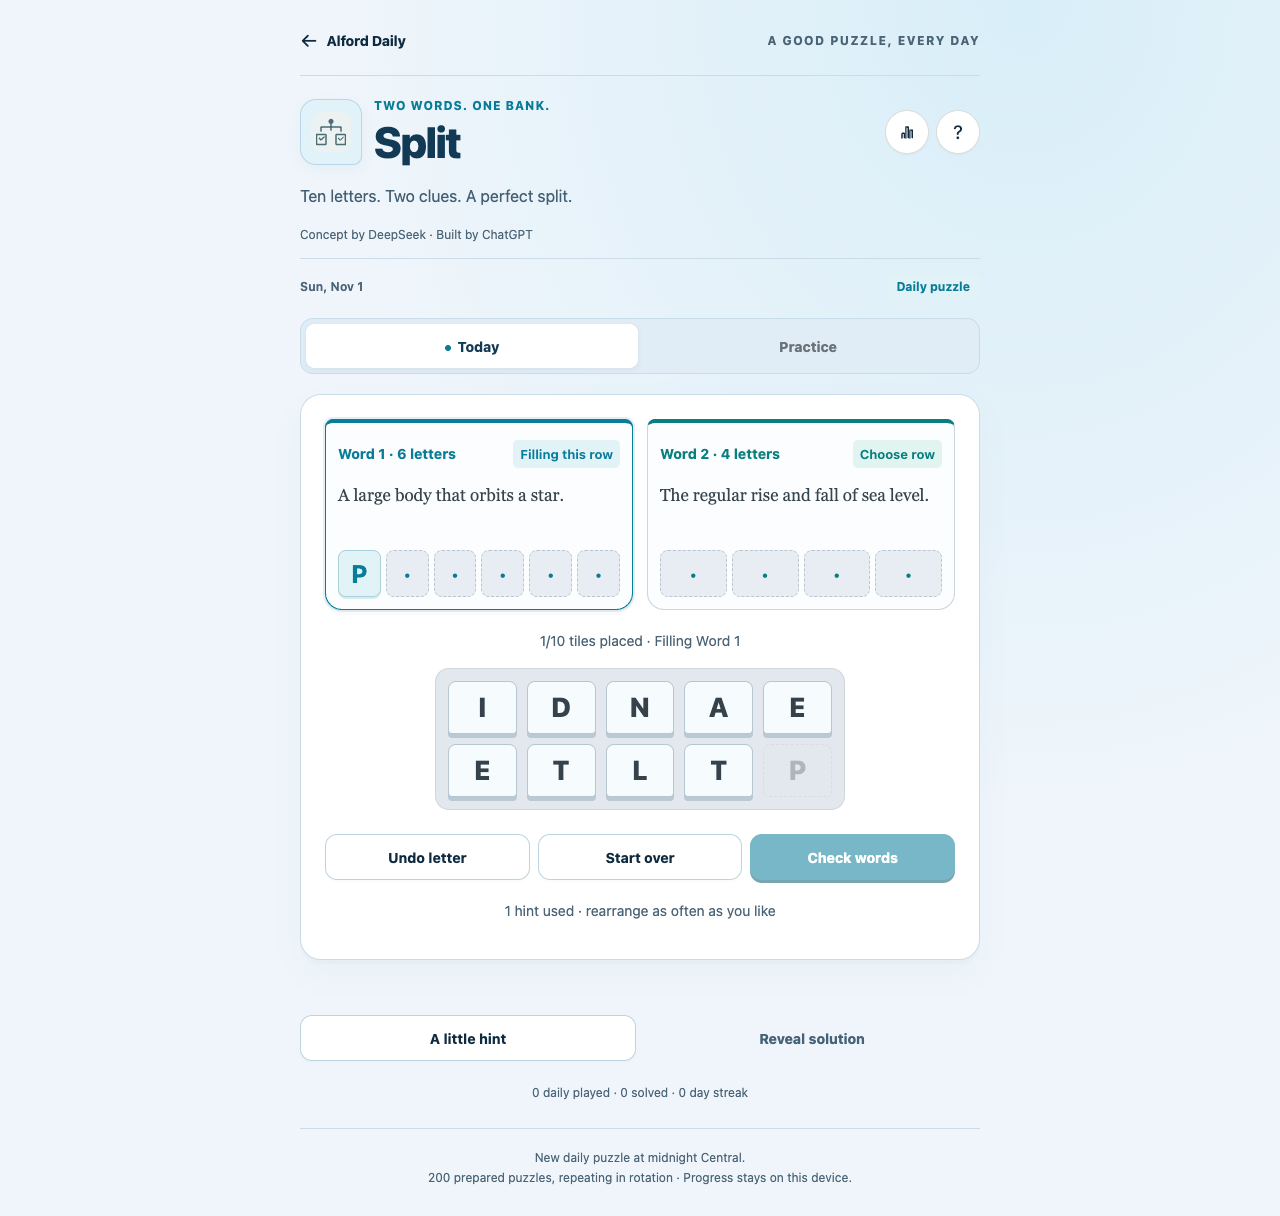 Alford Daily
A GOOD PUZZLE, EVERY DAY
TWO WORDS. ONE BANK.
Split
?
Ten letters. Two clues. A perfect split.
Concept by DeepSeek · Built by ChatGPT
Sun, Nov 1
Daily puzzle
Today
Practice
Word 1 · 6 letters
Filling this row
A large body that orbits a star.
P
Word 2 · 4 letters
Choose row
The regular rise and fall of sea level.
1/10 tiles placed · Filling Word 1
I D N A E
E T L T P
Undo letter
Start over
Check words
1 hint used · rearrange as often as you like
A little hint
Reveal solution
0 daily played · 0 solved · 0 day streak
New daily puzzle at midnight Central.
200 prepared puzzles, repeating in rotation · Progress stays on this device.